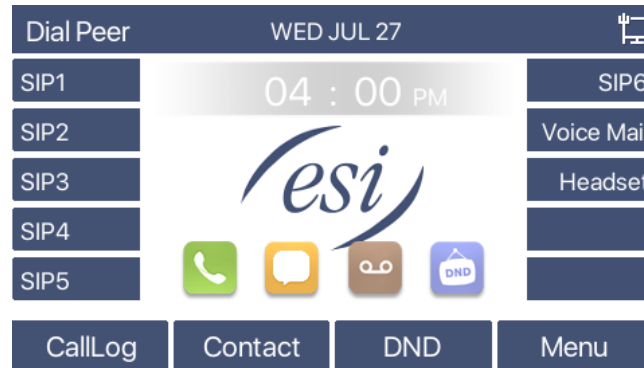 Dial Peer WED JUL 27
SIP1 04 : 00 PM SIP6
SIP2 Voice Mail
SIP3 esi Headset
SIP4
SIP5 DND
CallLog Contact DND Menu